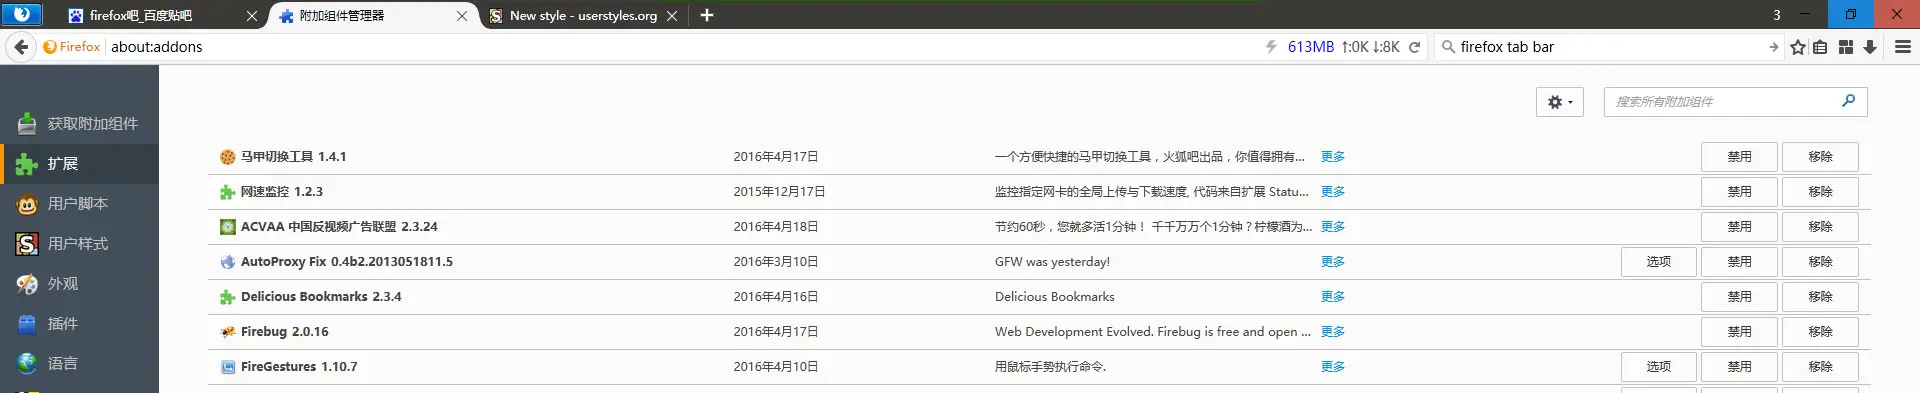 firefox吧_百度贴吧 附加组件管理器 New style - userstyles.org 3
Firefox about:addons 613MB ↑:0K ↓:8K firefox tab bar
搜索所有附加组件
获取附加组件
扩展
用户脚本
用户样式
外观
插件
语言
马甲切换工具 1.4.1 2016年4月17日 一个方便快捷的马甲切换工具，火狐吧出品，你值得拥有... 更多 禁用 移除
网速监控 1.2.3 2015年12月17日 监控指定网卡的全局上传与下载速度, 代码来自扩展 Statu... 更多 禁用 移除
ACVAA 中国反视频广告联盟 2.3.24 2016年4月18日 节约60秒，您就多活1分钟！ 千千万万个1分钟？柠檬酒为... 更多 禁用 移除
AutoProxy Fix 0.4b2.2013051811.5 2016年3月10日 GFW was yesterday! 更多 选项 禁用 移除
Delicious Bookmarks 2.3.4 2016年4月16日 Delicious Bookmarks 更多 禁用 移除
Firebug 2.0.16 2016年4月17日 Web Development Evolved. Firebug is free and open ... 更多 禁用 移除
FireGestures 1.10.7 2016年4月10日 用鼠标手势执行命令. 更多 选项 禁用 移除